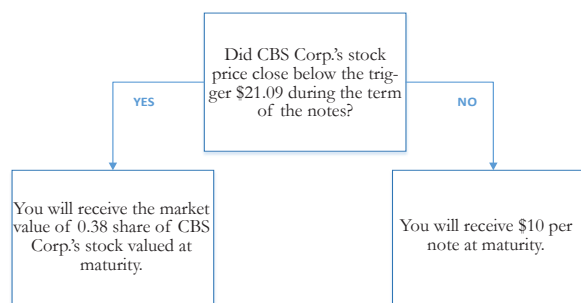 Did CBS Corp.'s stock
price close below the trig-
ger $21.09 during the term
of the notes?
YES
NO
You will receive the market
value of 0.38 share of CBS
Corp.'s stock valued at
maturity.
You will receive $10 per
note at maturity.